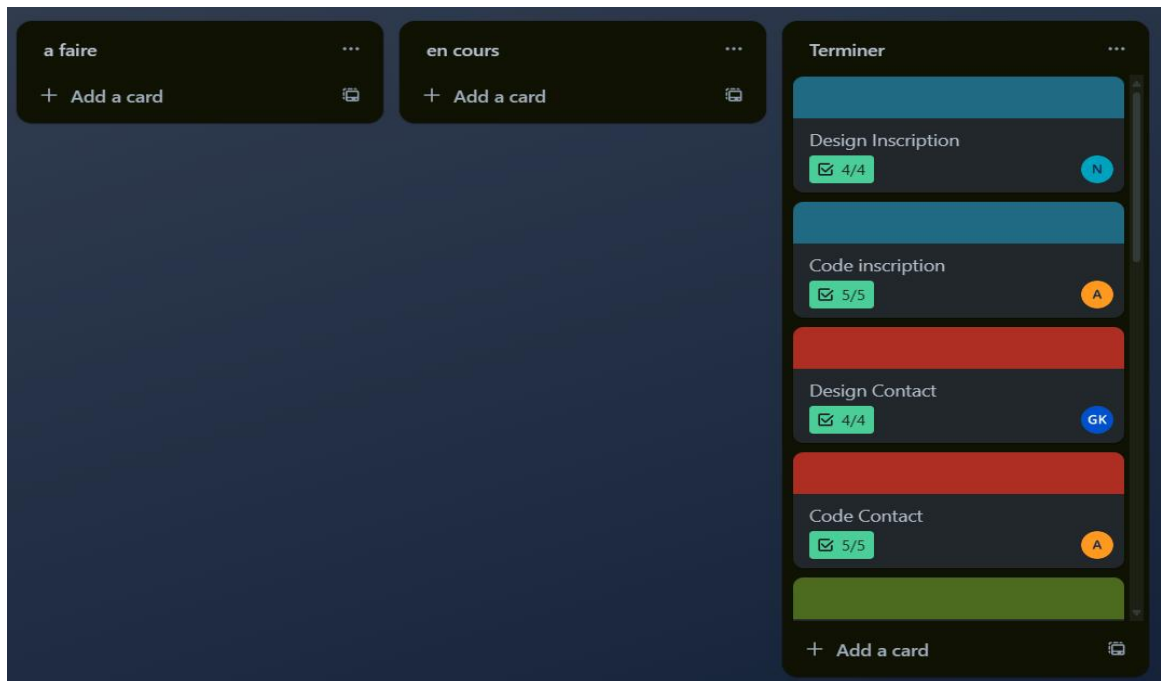 a faire
Add a card
en cours
Add a card
Terminer
Design Inscription
4/4
N
Code inscription
5/5
A
Design Contact
4/4
GK
Code Contact
5/5
A
Add a card